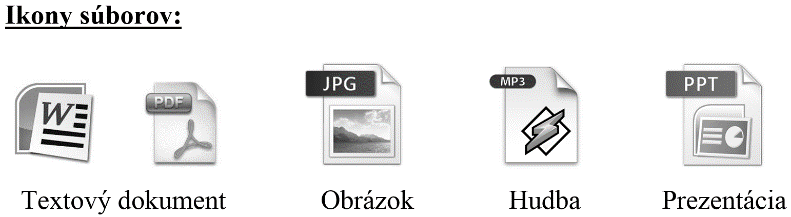 Ikony súborov:
W PDF JPG MP3 PPT
Textový dokument Obrázok Hudba Prezentácia